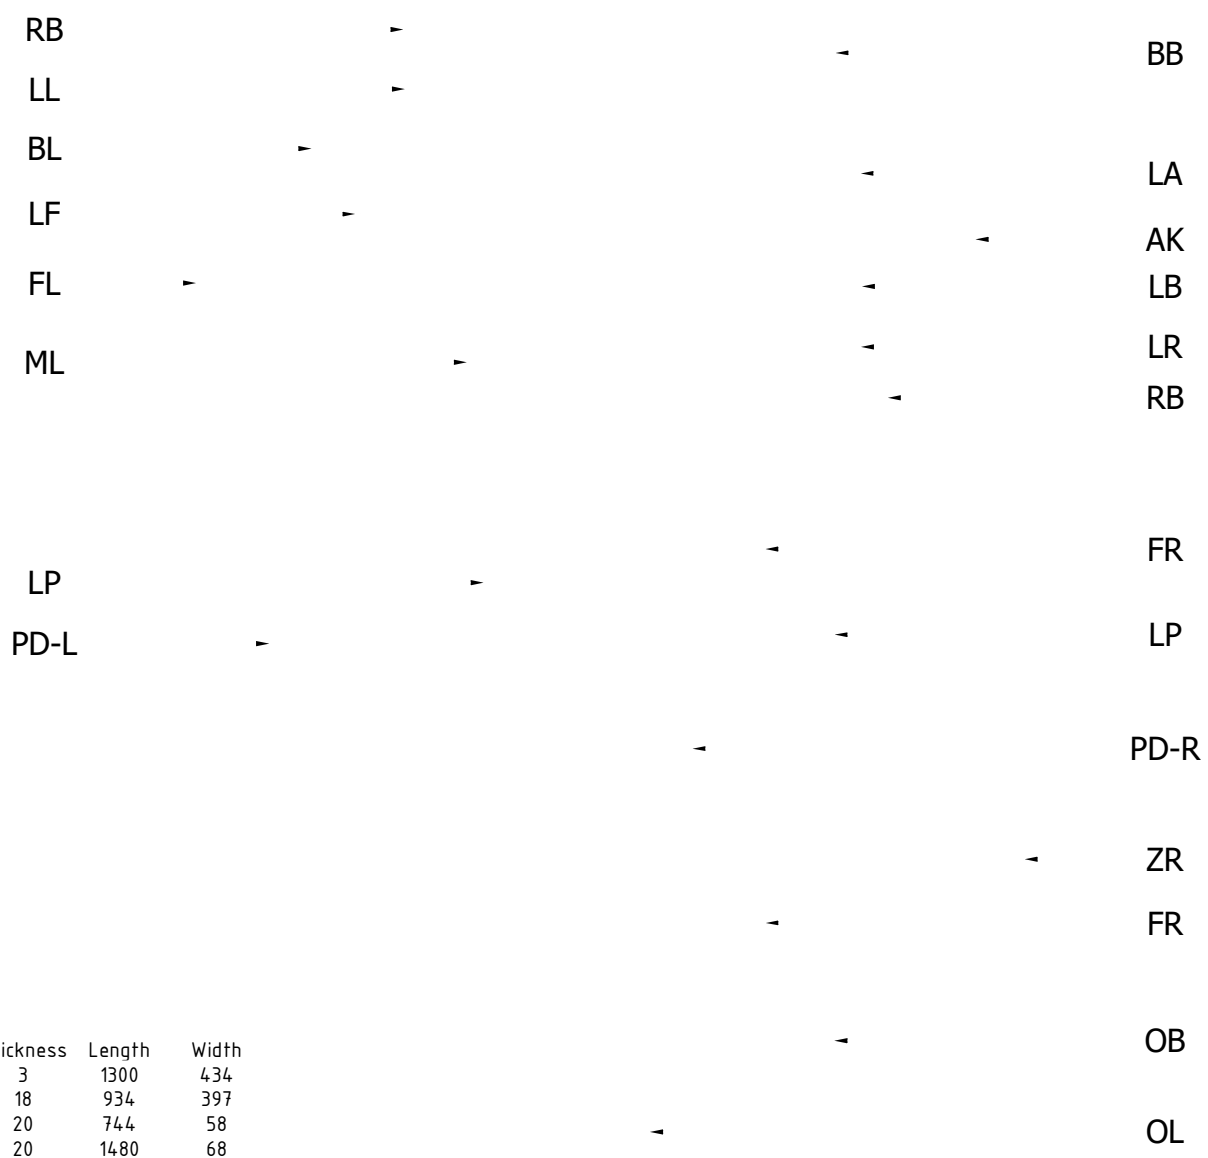 RB
BB
LL
BL
LA
LF
AK
FL
LB
LR
ML
RB
FR
LP
LP
PD-L
PD-R
ZR
FR
OB
ickness Length Width
3 1300 434
18 934 397
20 744 58
OL
20 1480 68